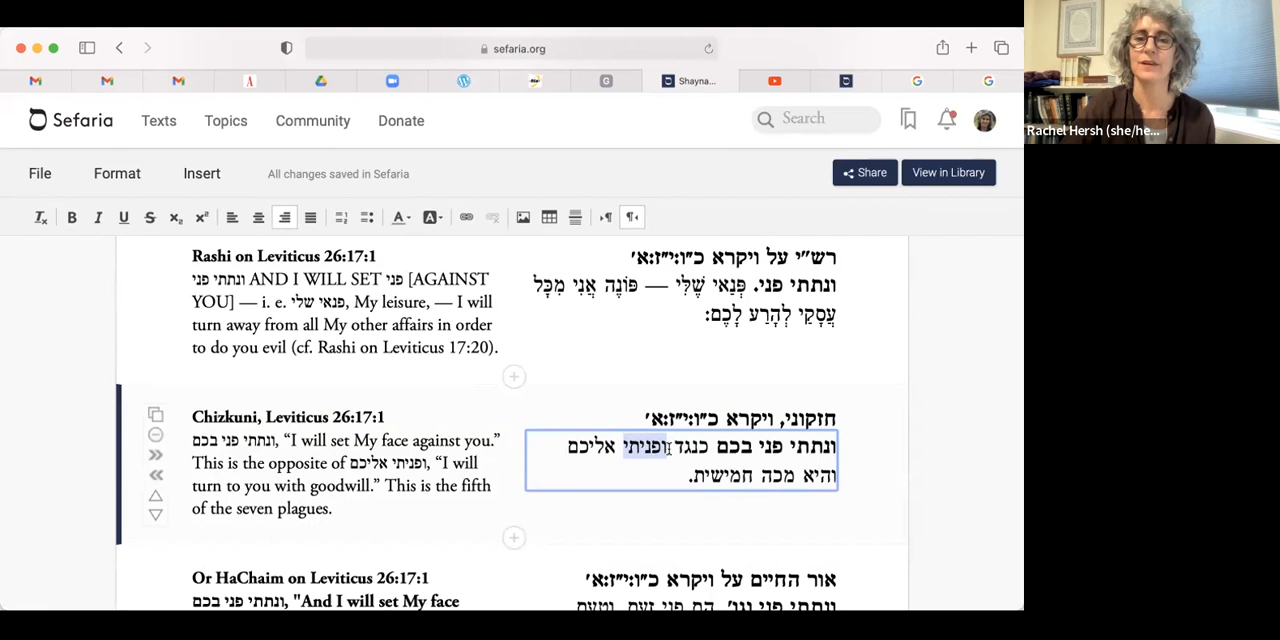 sefaria.org
Shayna...
Sefaria
Texts
Topics
Community
Donate
Search
File
Format
Insert
All changes saved in Sefaria
Share
View in Library
Rashi on Leviticus 26:17:1
ונתתי פני AND I WILL SET פני [AGAINST
YOU] — i. e. פנאי שלי, My leisure, — I will
turn away from all My other affairs in order
to do you evil (cf. Rashi on Leviticus 17:20).
רש״י על ויקרא כ״ו:י״ז:א׳
ונתתי פני. פְּנַאי שֶׁלִּי — פּוֹנֶה אֲנִי מִכָּל
עֲסָקַי לְהָרַע לָכֶם:
Chizkuni, Leviticus 26:17:1
ונתתי פני בכם, “I will set My face against you.”
This is the opposite of ופניתי אליכם, “I will
turn to you with goodwill.” This is the fifth
of the seven plagues.
חזקוני, ויקרא כ״ו:י״ז:א׳
ונתתי פני בכם כנגד ופניתי אליכם
והיא מכה חמישית.
Or HaChaim on Leviticus 26:17:1
ונתתי פני בכם, "And I will set My face
אור החיים על ויקרא כ״ו:י״ז:א׳
ונתתי פני וגו׳. הם פני זעם, וטעם
Rachel Hersh (she/he...